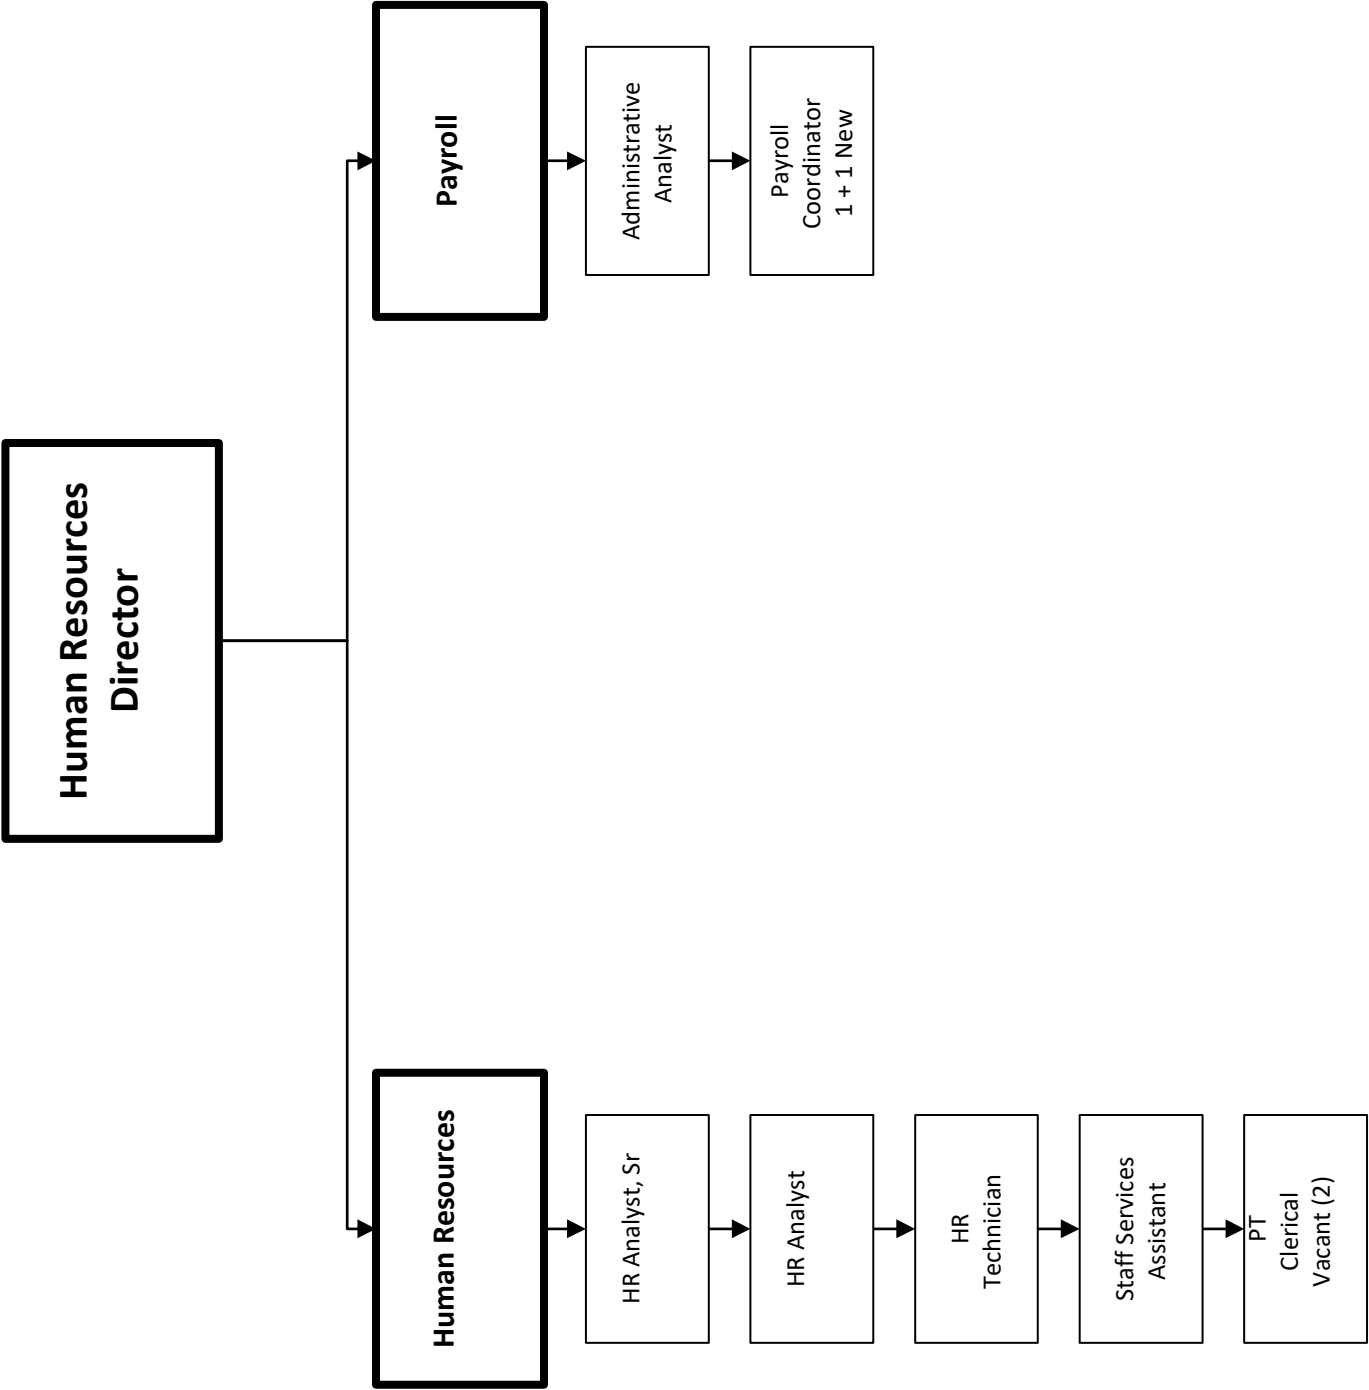 Human Resources
Director
Human Resources
HR Analyst, Sr
HR Analyst
HR
Technician
Staff Services
Assistant
PT
Clerical
Vacant (2)
Payroll
Administrative
Analyst
Payroll
Coordinator
1 + 1 New